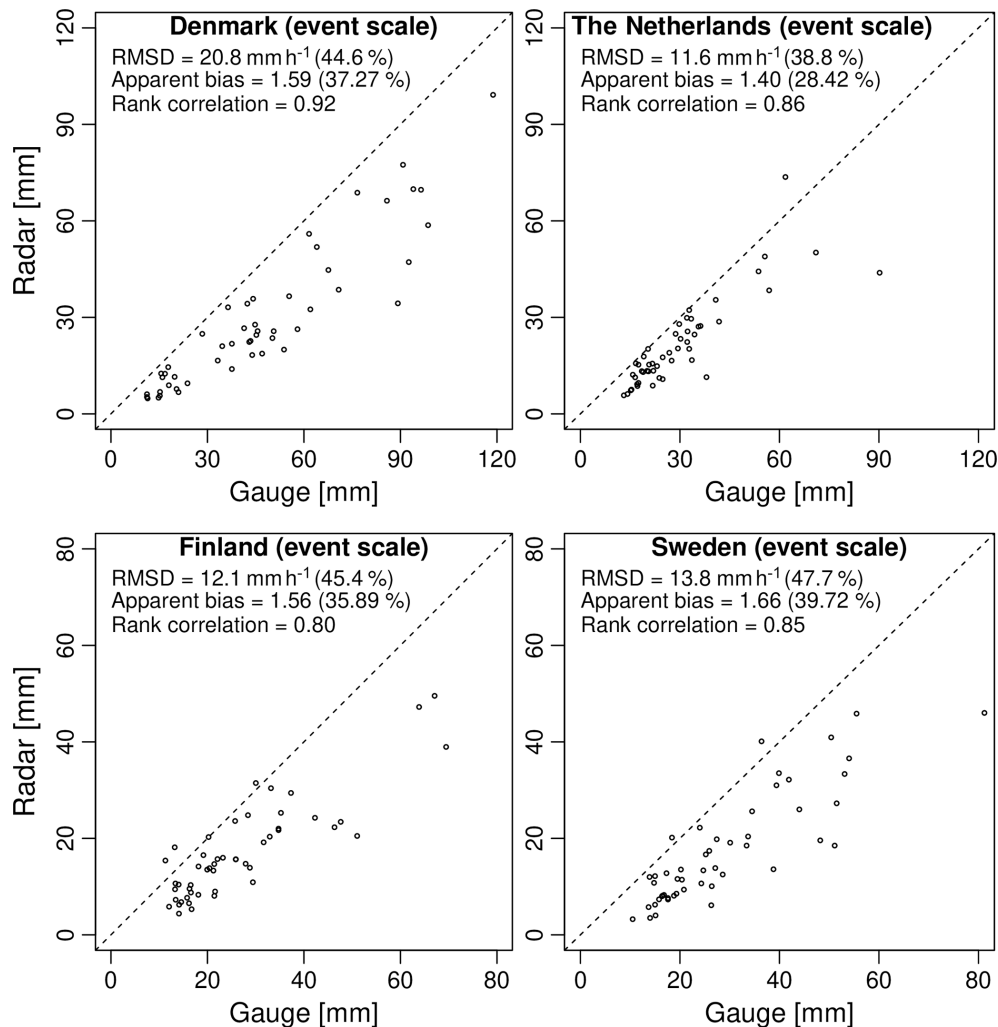 Denmark (event scale)
RMSD = 20.8 mm h⁻¹ (44.6 %)
Apparent bias = 1.59 (37.27 %)
Rank correlation = 0.92
Radar [mm]
120
90
60
30
0
0 30 60 90 120
Gauge [mm]
The Netherlands (event scale)
RMSD = 11.6 mm h⁻¹ (38.8 %)
Apparent bias = 1.40 (28.42 %)
Rank correlation = 0.86
120
90
60
30
0
0 30 60 90 120
Gauge [mm]
Finland (event scale)
RMSD = 12.1 mm h⁻¹ (45.4 %)
Apparent bias = 1.56 (35.89 %)
Rank correlation = 0.80
Radar [mm]
80
60
40
20
0
0 20 40 60 80
Gauge [mm]
Sweden (event scale)
RMSD = 13.8 mm h⁻¹ (47.7 %)
Apparent bias = 1.66 (39.72 %)
Rank correlation = 0.85
80
60
40
20
0
0 20 40 60 80
Gauge [mm]